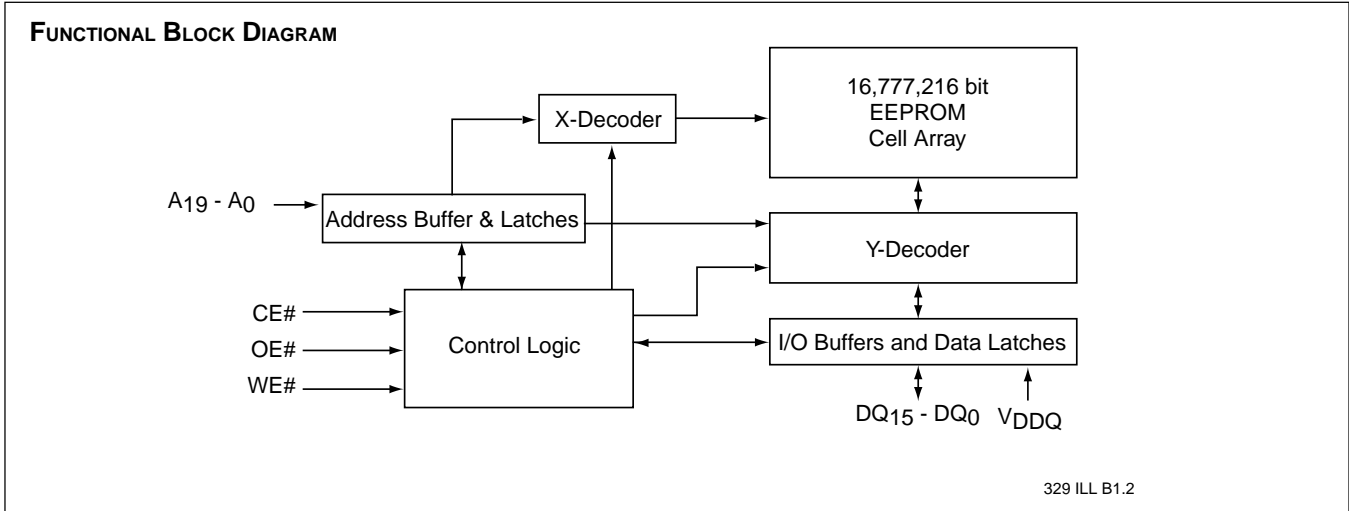 FUNCTIONAL BLOCK DIAGRAM
16,777,216 bit
EEPROM
Cell Array
X-Decoder
A19 - A0
Address Buffer & Latches
Y-Decoder
CE#
OE#
WE#
Control Logic
I/O Buffers and Data Latches
DQ15 - DQ0
VDDQ
329 ILL B1.2